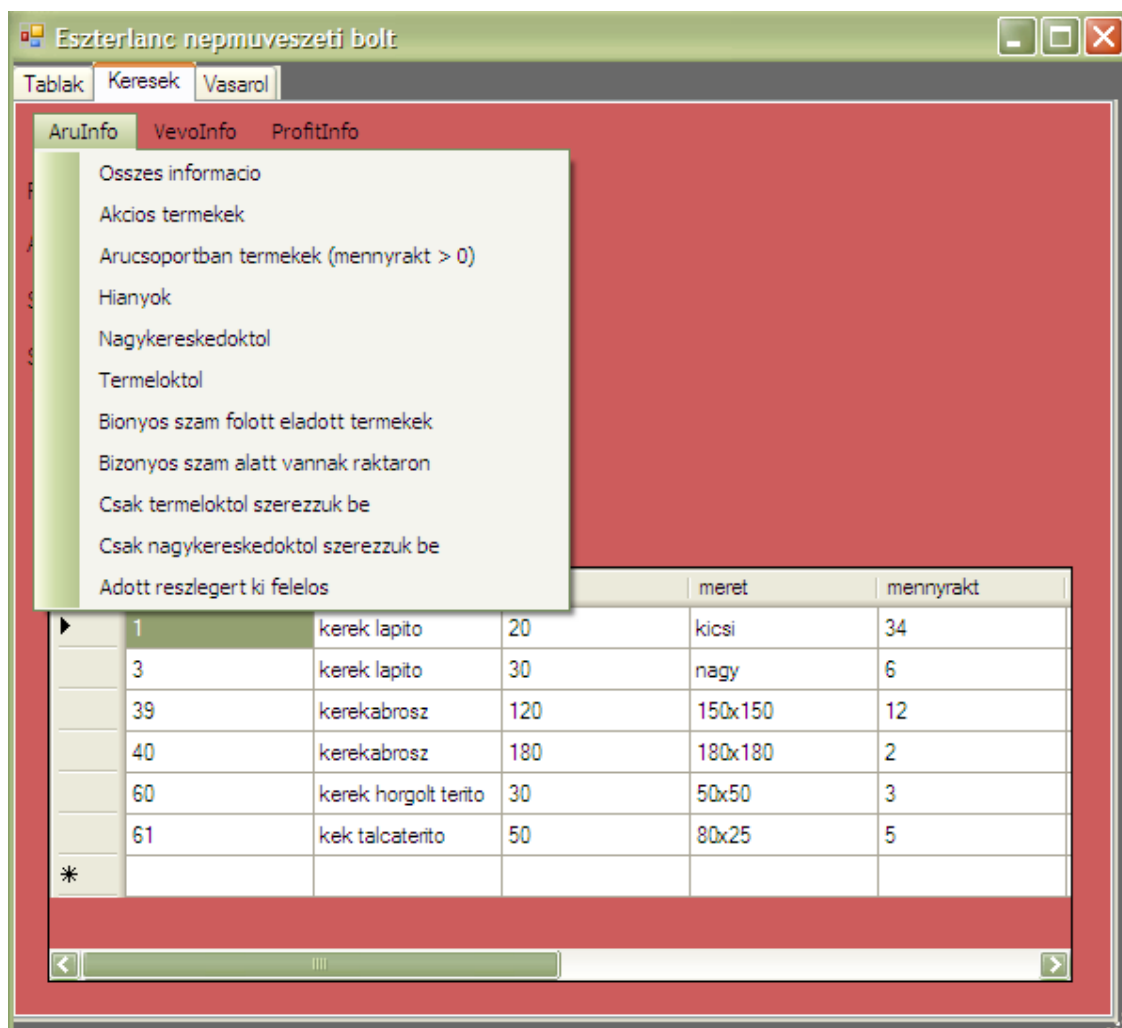 Eszterlanc nepmuveszeti bolt
Tablak Keresek Vasarol
AruInfo VevoInfo ProfitInfo
Osszes informacio
Akcios termekek
Arucsoportban termekek (mennyrakt > 0)
Hianyok
Nagykereskedoktol
Termeloktol
Bionyos szam folott eladott termekek
Bizonyos szam alatt vannak raktaron
Csak termeloktol szerezzuk be
Csak nagykereskedoktol szerezzuk be
Adott reszlegert ki felelos
meret mennyrakt
1 kerek lapito 20 kicsi 34
3 kerek lapito 30 nagy 6
39 kerekabrosz 120 150x150 12
40 kerekabrosz 180 180x180 2
60 kerek horgolt terito 30 50x50 3
61 kek talcaterito 50 80x25 5